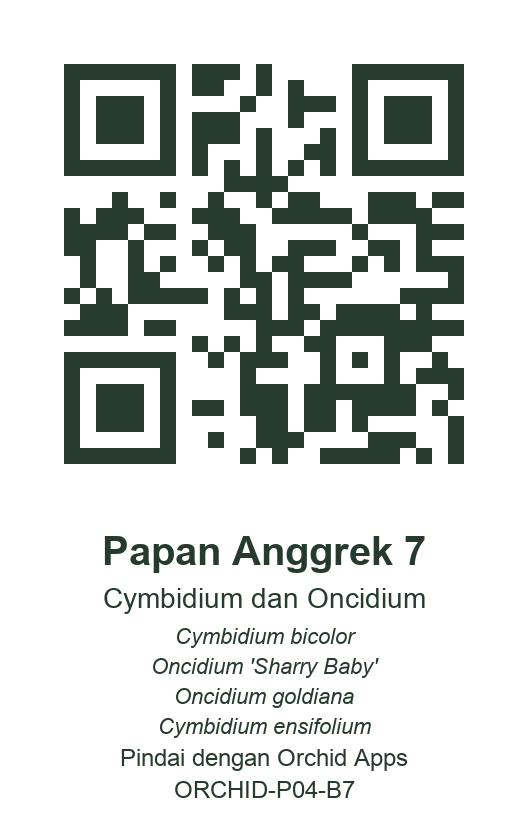 Papan Anggrek 7
Cymbidium dan Oncidium
Cymbidium bicolor
Oncidium 'Sharry Baby'
Oncidium goldiana
Cymbidium ensifolium
Pindai dengan Orchid Apps
ORCHID-P04-B7